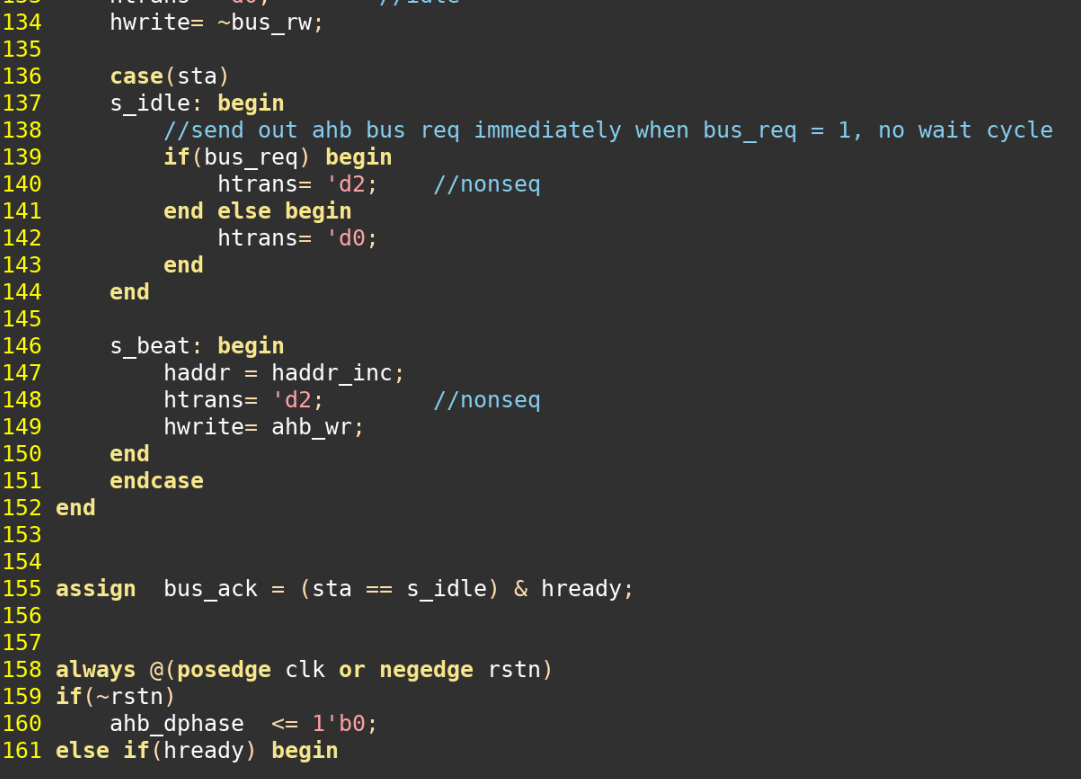 133     htrans= 'd0;        //idle
134     hwrite= ~bus_rw;
135
136     case(sta)
137     s_idle: begin
138         //send out ahb bus req immediately when bus_req = 1, no wait cycle
139         if(bus_req) begin
140             htrans= 'd2;    //nonseq
141         end else begin
142             htrans= 'd0;
143         end
144     end
145
146     s_beat: begin
147         haddr = haddr_inc;
148         htrans= 'd2;        //nonseq
149         hwrite= ahb_wr;
150     end
151     endcase
152 end
153
154
155 assign  bus_ack = (sta == s_idle) & hready;
156
157
158 always @(posedge clk or negedge rstn)
159 if(~rstn)
160     ahb_dphase  <= 1'b0;
161 else if(hready) begin